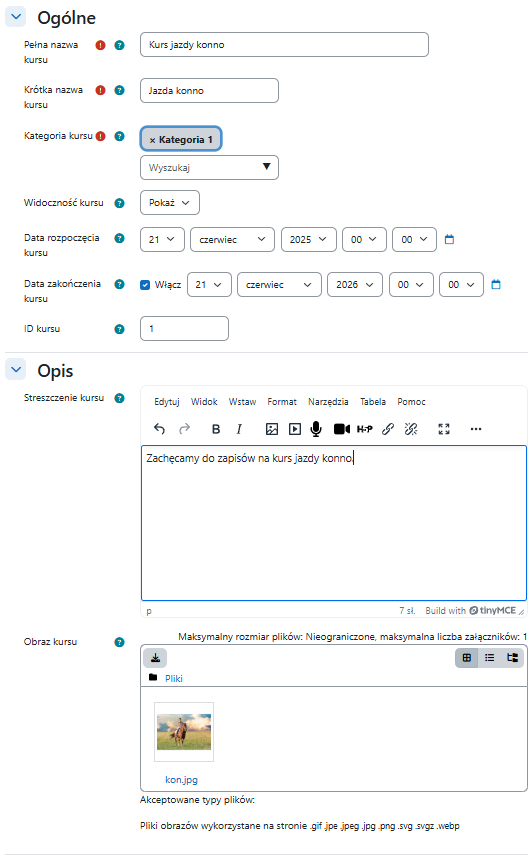 Ogólne
Pełna nazwa kursu
Kurs jazdy konno
Krótka nazwa kursu
Jazda konno
Kategoria kursu
× Kategoria 1
Wyszukaj
Widoczność kursu
Pokaż
Data rozpoczęcia kursu
21 czerwiec 2025 00 00
Data zakończenia kursu
Włącz 21 czerwiec 2026 00 00
ID kursu
1
Opis
Streszczenie kursu
Edytuj Widok Wstaw Format Narzędzia Tabela Pomoc
B I H-P
Zachęcamy do zapisów na kurs jazdy konno.
p 7 sł. Build with tinyMCE
Obraz kursu
Maksymalny rozmiar plików: Nieograniczone, maksymalna liczba załączników: 1
Pliki
kon.jpg
Akceptowane typy plików:
Pliki obrazów wykorzystane na stronie .gif .jpe .jpeg .jpg .png .svg .svgz .webp